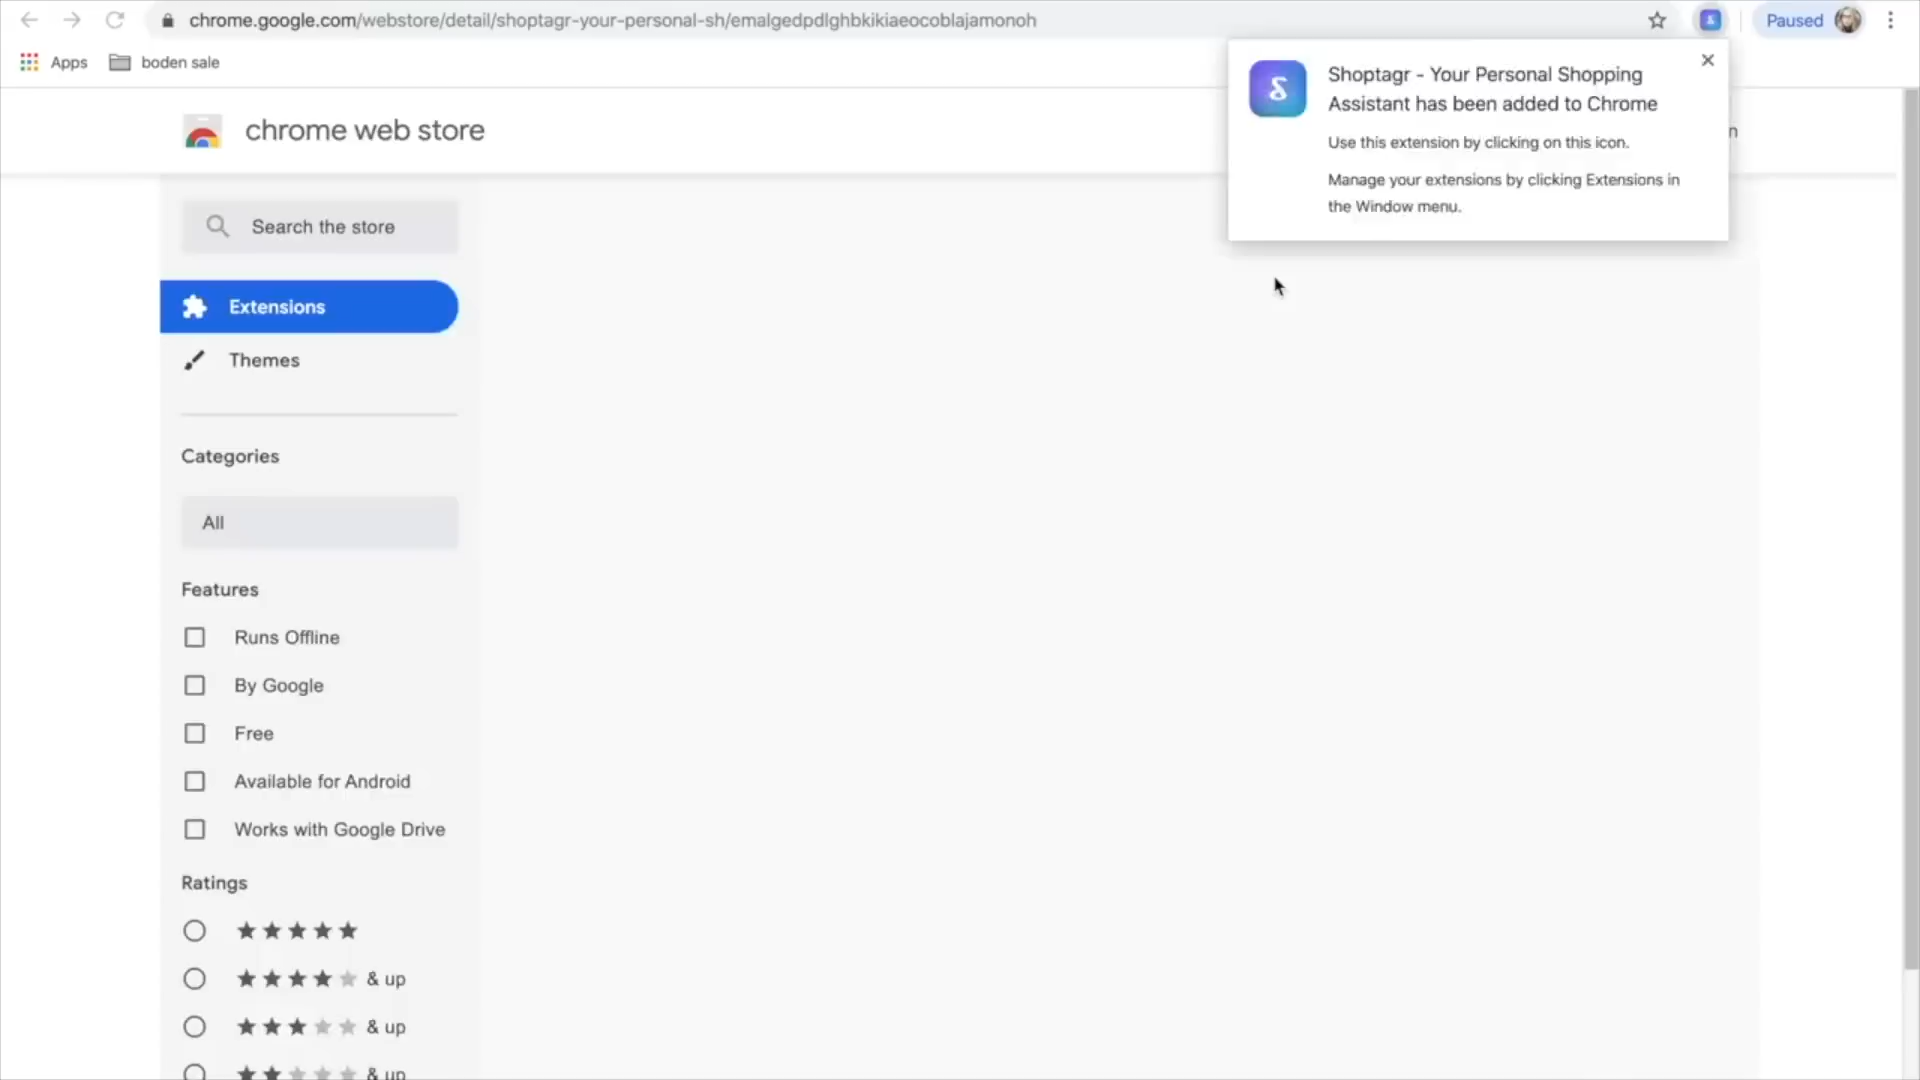 chrome.google.com/webstore/detail/shoptagr-your-personal-sh/emalgedpdlghbkikiaeocoblajamonoh
Paused
Apps
boden sale
Shoptagr - Your Personal Shopping
Assistant has been added to Chrome
Use this extension by clicking on this icon.
Manage your extensions by clicking Extensions in
the Window menu.
chrome web store
n
Search the store
Extensions
Themes
Categories
All
Features
Runs Offline
By Google
Free
Available for Android
Works with Google Drive
Ratings
& up
& up
& up